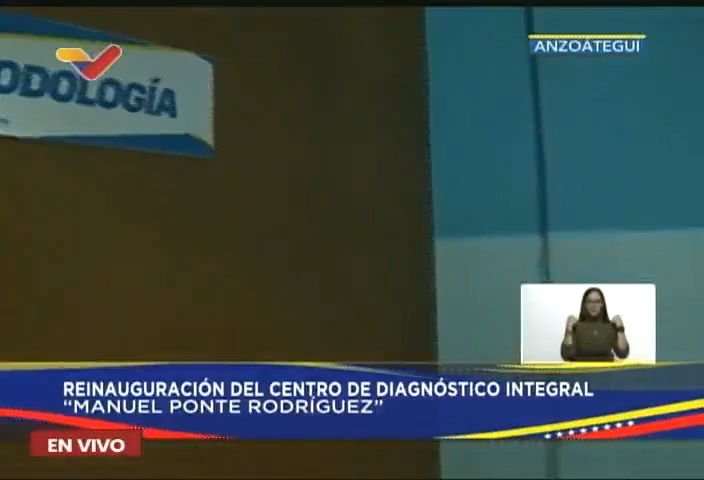 ODOLOGÍA
ANZOÁTEGUI
REINAUGURACIÓN DEL CENTRO DE DIAGNÓSTICO INTEGRAL
“MANUEL PONTE RODRÍGUEZ”
EN VIVO